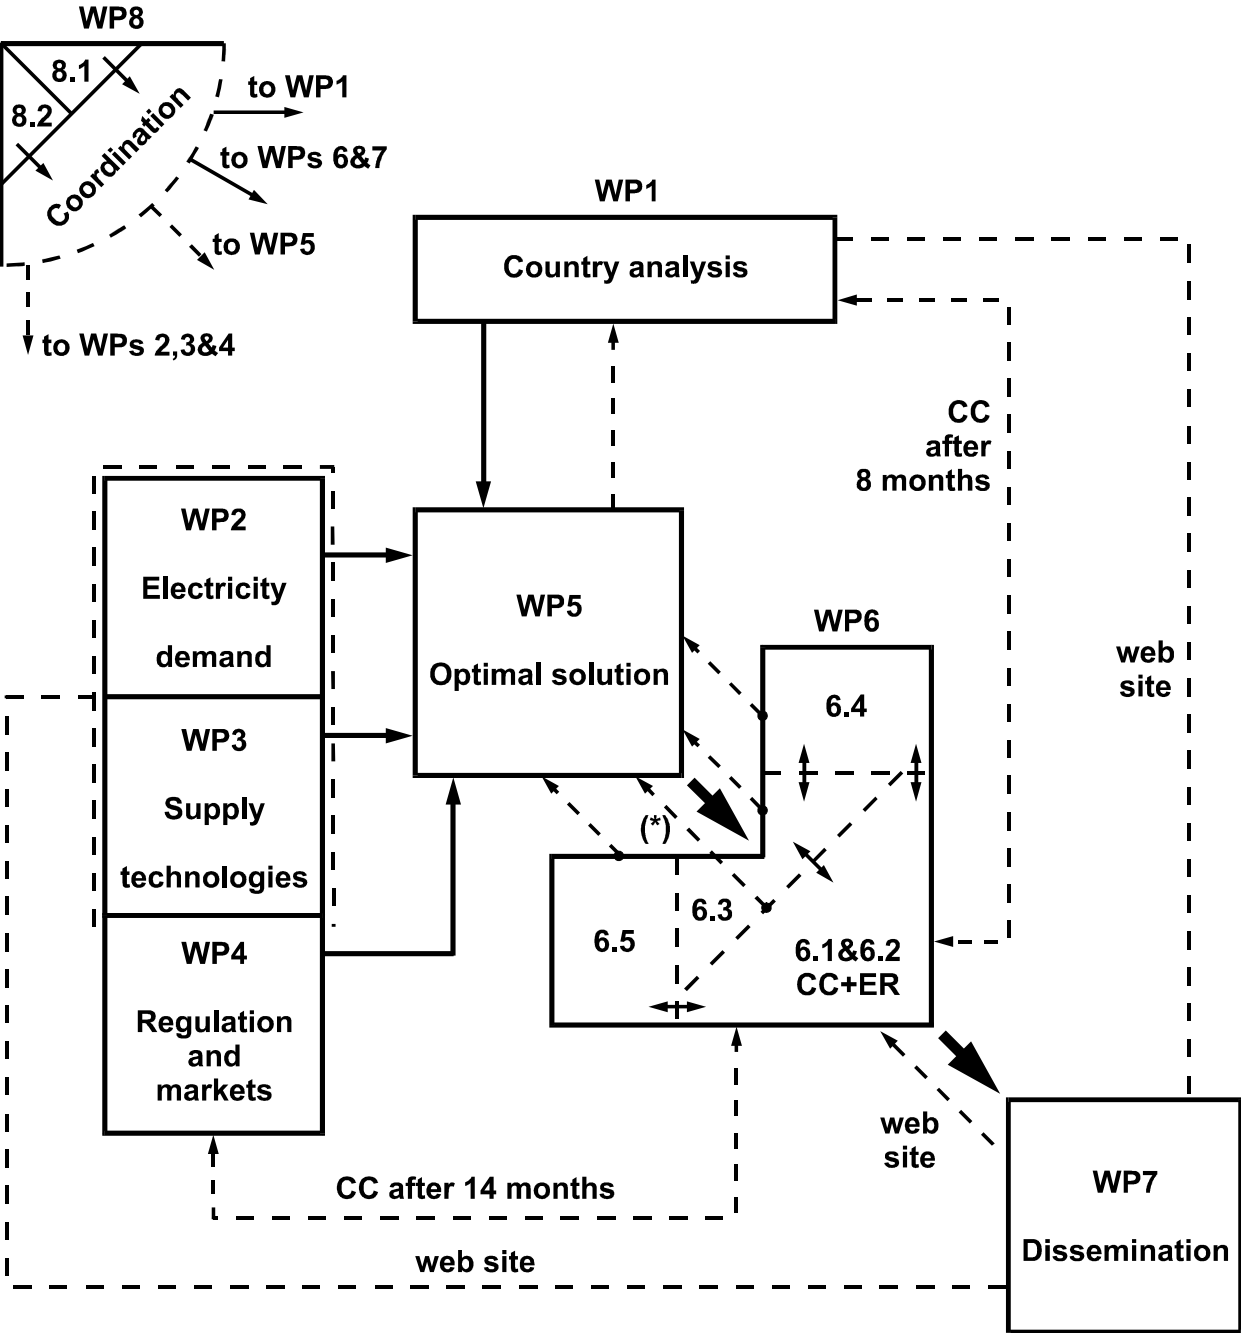 WP8
8.1
8.2
Coordination
to WP1
to WPs 6&7
to WP5
to WPs 2,3&4
WP1
Country analysis
CC
after
8 months
WP2
Electricity
demand
WP3
Supply
technologies
WP4
Regulation
and
markets
WP5
Optimal solution
WP6
6.4
(*)
6.3
6.5
6.1&6.2
CC+ER
web
site
web
site
CC after 14 months
web site
WP7
Dissemination